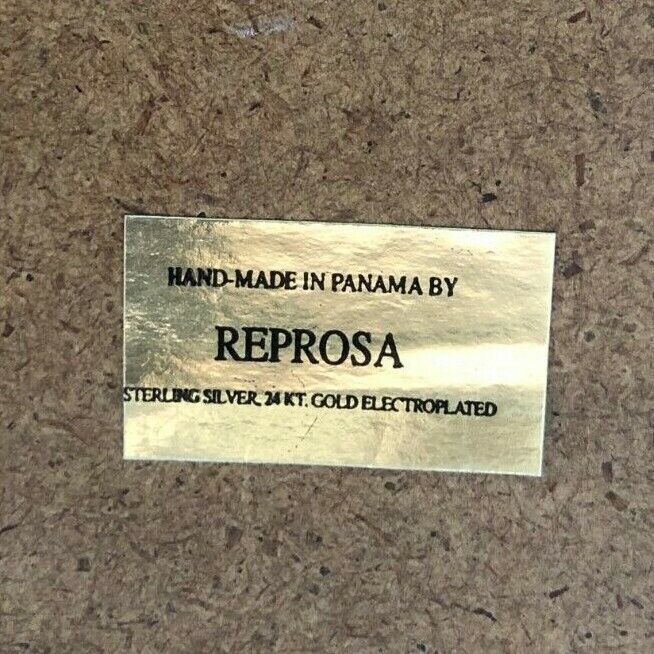 HAND-MADE IN PANAMA BY
REPROSA
STERLING SILVER, 24 KT. GOLD ELECTROPLATED